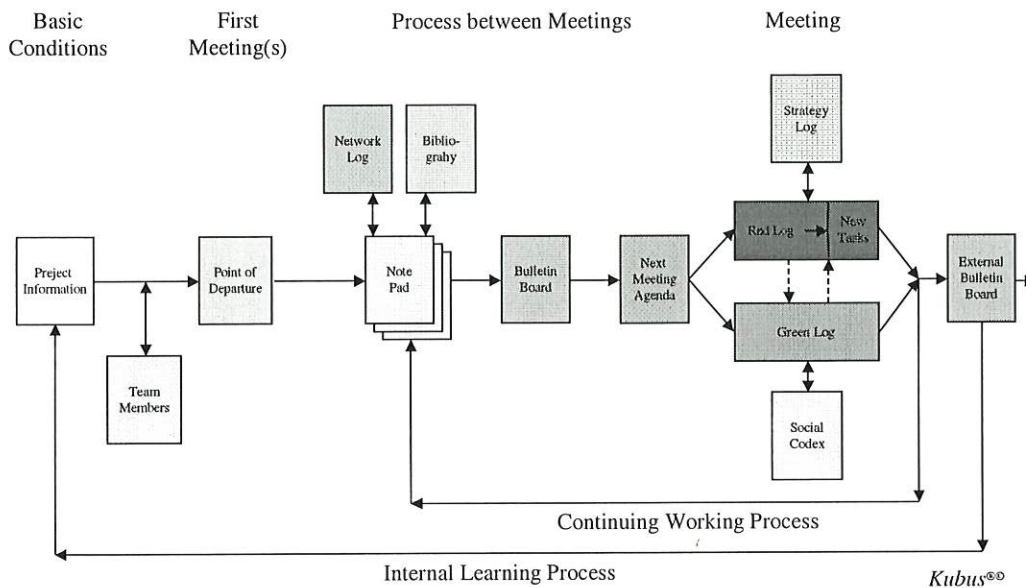 Basic
Conditions
First
Meeting(s)
Process between Meetings
Meeting
Network
Log
Biblio-
grahy
Strategy
Log
Preject
Information
Point of
Departure
Note
Pad
Bulletin
Board
Next
Meeting
Agenda
Red Log
New
Tasks
External
Bulletin
Board
Green Log
Team
Members
Social
Codex
Continuing Working Process
Internal Learning Process
Kubus®©